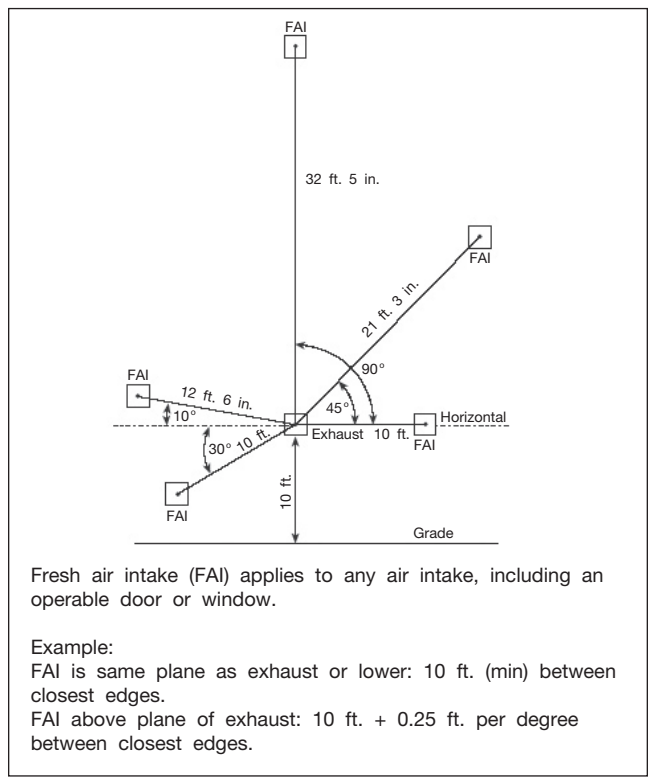 FAI
32 ft. 5 in.
FAI
21 ft. 3 in.
90°
FAI
12 ft. 6 in.
10°
45°
Horizontal
Exhaust 10 ft.
FAI
30° 10 ft.
FAI
10 ft.
Grade
Fresh air intake (FAI) applies to any air intake, including an
operable door or window.
Example:
FAI is same plane as exhaust or lower: 10 ft. (min) between
closest edges.
FAI above plane of exhaust: 10 ft. + 0.25 ft. per degree
between closest edges.